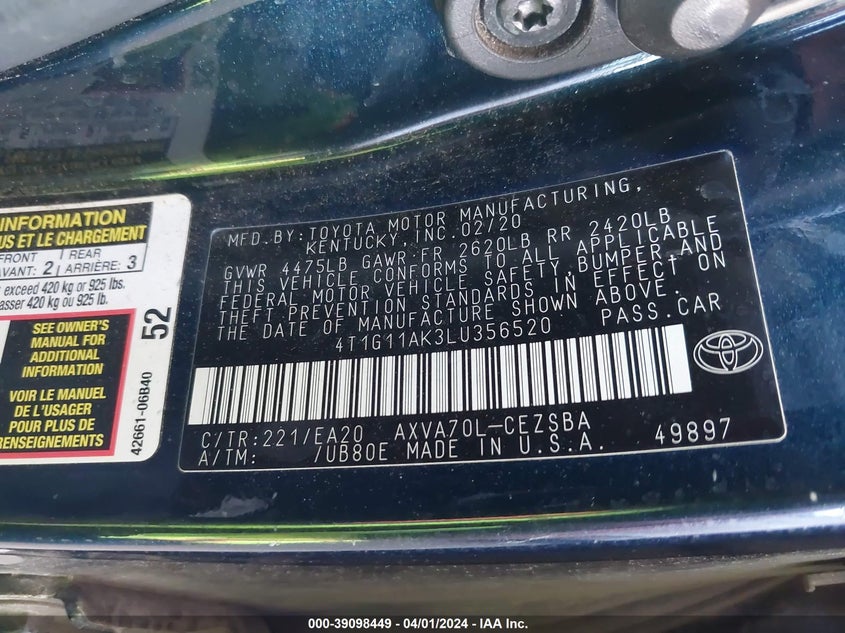 INFORMATION
US ET LE CHARGEMENT
FRONT
AVANT: 2
REAR
ARRIÈRE: 3
exceed 420 kg or 925 lbs.
asser 420 kg ou 925 lb.
SEE OWNER'S
MANUAL FOR
ADDITIONAL
INFORMATION
VOIR LE MANUEL
DE L'USAGER
POUR PLUS DE
RENSEIGNEMENTS
52
42661-06B40
MFD.BY:TOYOTA MOTOR MANUFACTURING,
KENTUCKY, INC.02/20
GVWR 4475LB GAWR:FR 2620LB RR 2420LB
THIS VEHICLE CONFORMS TO ALL APPLICABLE
FEDERAL MOTOR VEHICLE SAFETY,BUMPER,AND
THEFT PREVENTION STANDARDS IN EFFECT ON
THE DATE OF MANUFACTURE SHOWN ABOVE.
4T1G11AK3LU356520 PASS.CAR
C/TR:221/EA20 AXVA70L-CEZSBA
A/TM: /UB80E MADE IN U.S.A. 49897
000-39098449 - 04/01/2024 - IAA Inc.